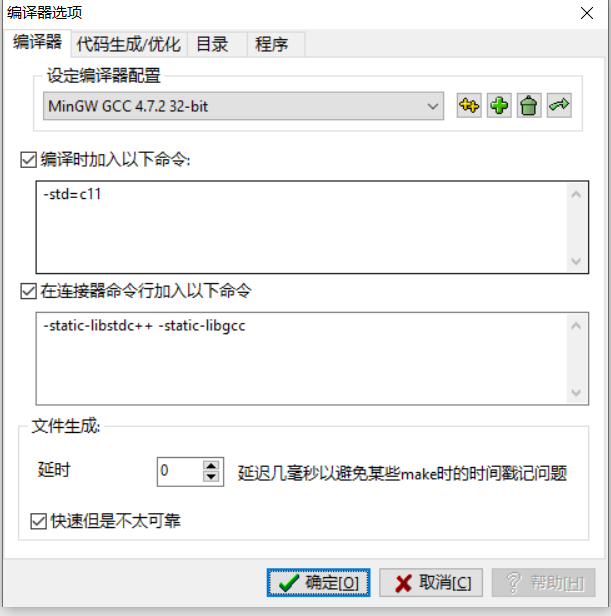 编译器选项
编译器 代码生成/优化 目录 程序
设定编译器配置
MinGW GCC 4.7.2 32-bit
编译时加入以下命令:
-std=c11
在连接器命令行加入以下命令
-static-libstdc++ -static-libgcc
文件生成:
延时 0 延迟几毫秒以避免某些make时的时间戳记问题
快速但是不太可靠
确定[O] 取消[C] 帮助[H]